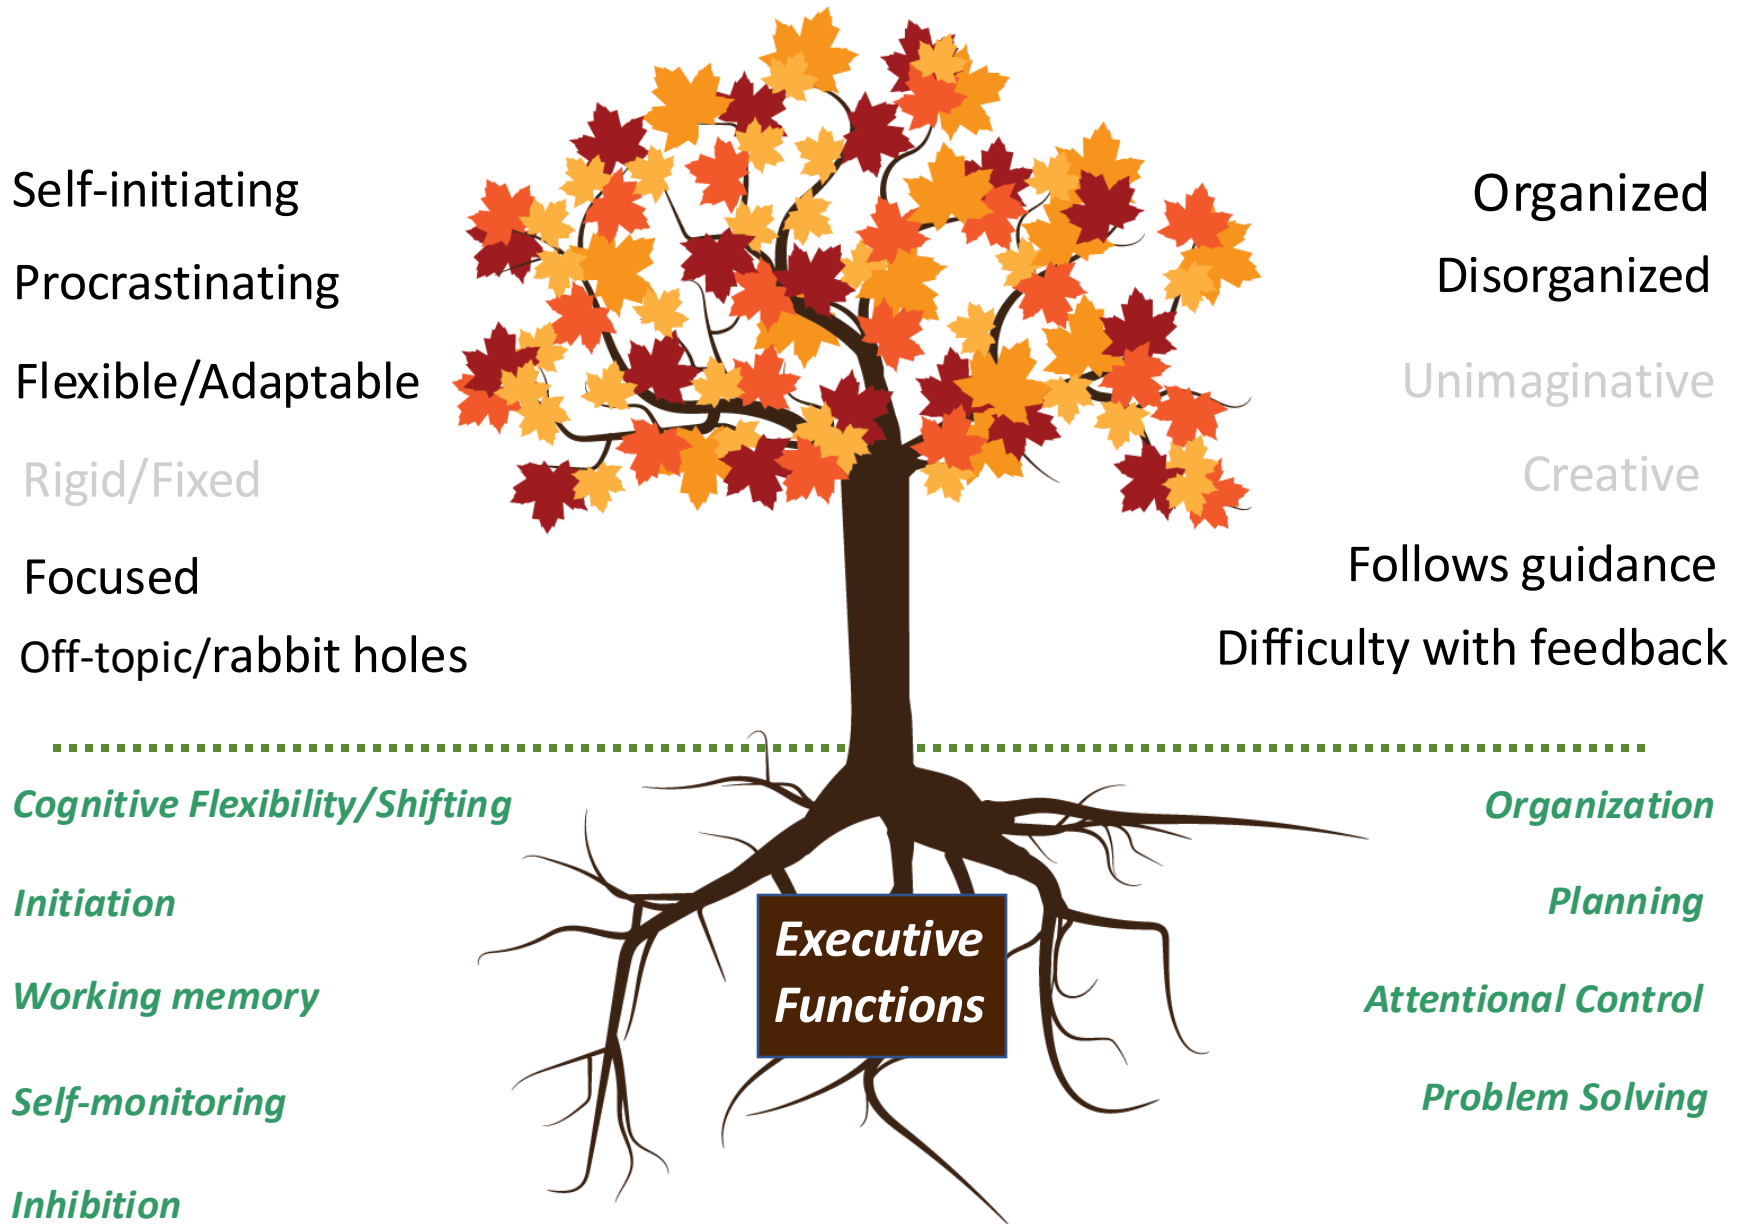 Self-initiating
Procrastinating
Flexible/Adaptable
Rigid/Fixed
Focused
Off-topic/rabbit holes
Organized
Disorganized
Unimaginative
Creative
Follows guidance
Difficulty with feedback
Cognitive Flexibility/Shifting
Initiation
Working memory
Self-monitoring
Inhibition
Executive
Functions
Organization
Planning
Attentional Control
Problem Solving